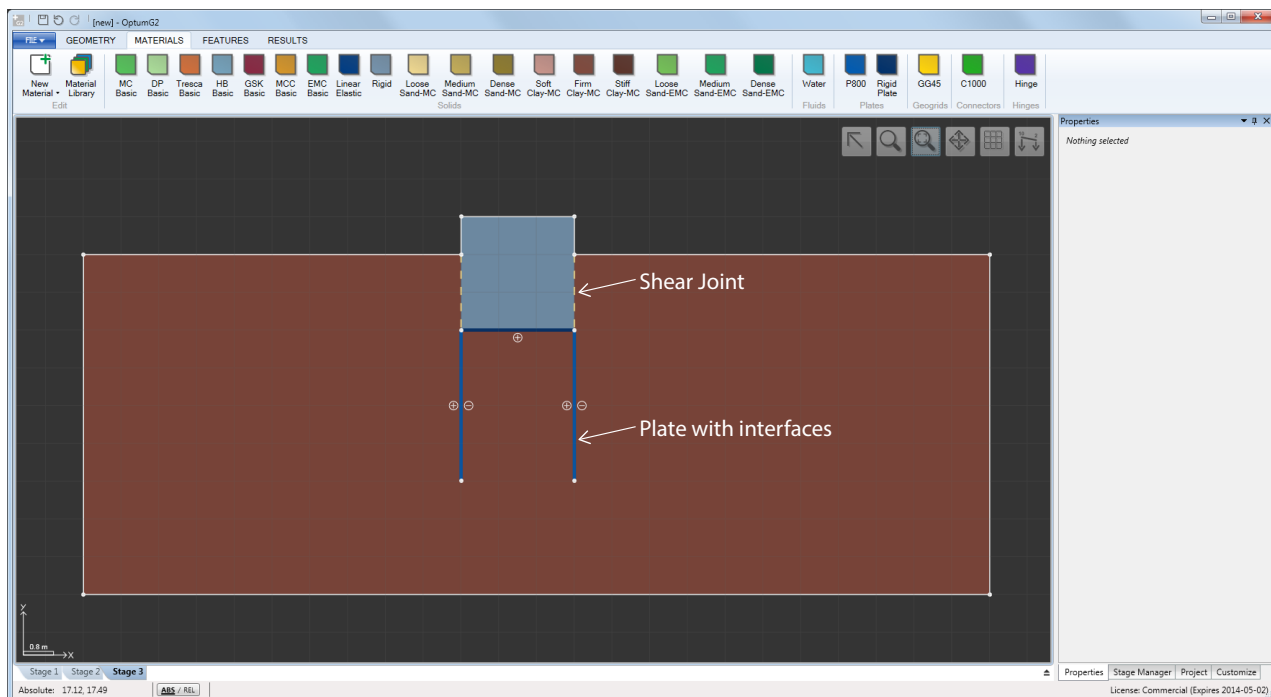 [new] - OptumG2
FILE GEOMETRY MATERIALS FEATURES RESULTS
New Material Material Library MC Basic DP Basic Tresca Basic HB Basic GSK Basic MCC Basic EMC Basic Linear Elastic Rigid Loose Sand-MC Medium Sand-MC Dense Sand-MC Soft Clay-MC Firm Clay-MC Stiff Clay-MC Loose Sand-EMC Medium Sand-EMC Dense Sand-EMC Water P800 Rigid Plate GG45 C1000 Hinge
Edit Solids Fluids Plates Geogrids Connectors Hinges
Properties
Nothing selected
Shear Joint
Plate with interfaces
Y
0.8 m
X
Stage 1 Stage 2 Stage 3
Properties Stage Manager Project Customize
Absolute: 17.12, 17.49 ABS / REL License: Commercial (Expires 2014-05-02)